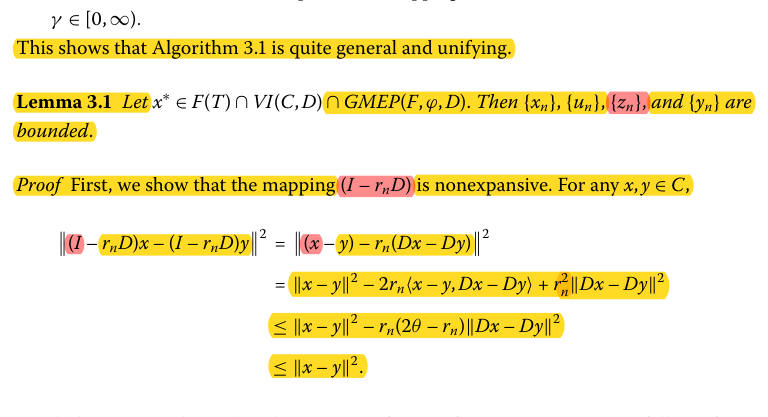 γ ∈ [0, ∞).
This shows that Algorithm 3.1 is quite general and unifying.
Lemma 3.1 Let x* ∈ F(T) ∩ VI(C, D) ∩ GMEP(F, φ, D). Then {xₙ}, {uₙ}, {zₙ}, and {yₙ} are
bounded.
Proof First, we show that the mapping (I – rₙD) is nonexpansive. For any x, y ∈ C,
‖(I – rₙD)x – (I – rₙD)y‖² = ‖(x – y) – rₙ(Dx – Dy)‖²
= ‖x – y‖² – 2rₙ⟨x – y, Dx – Dy⟩ + rₙ²‖Dx – Dy‖²
≤ ‖x – y‖² – rₙ(2θ – rₙ)‖Dx – Dy‖²
≤ ‖x – y‖².